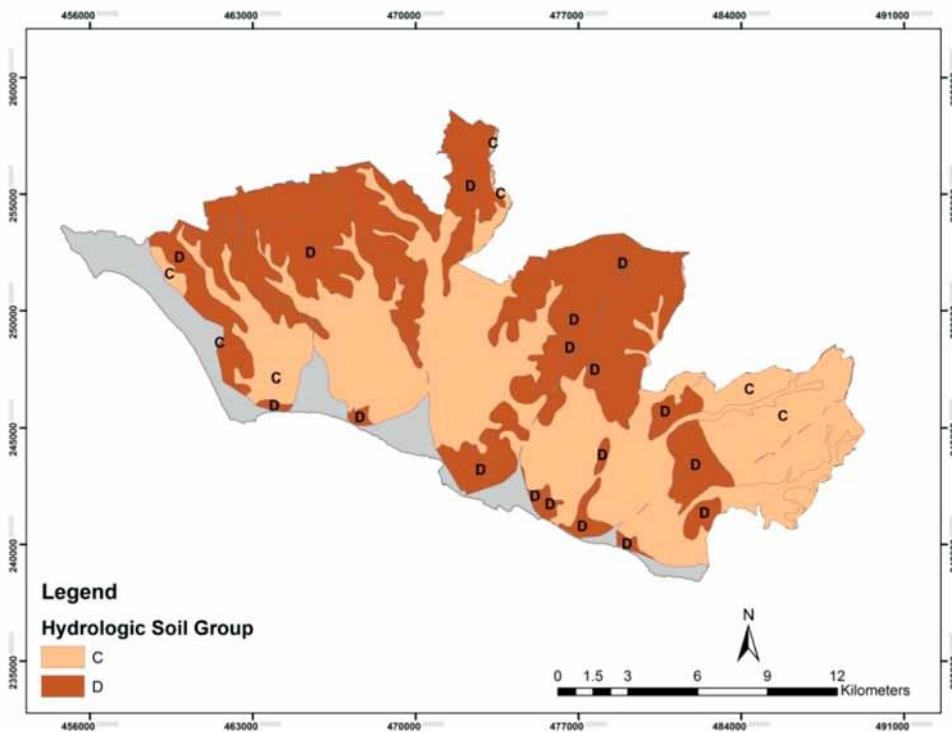 456000 463000 470000 477000 484000 491000
260000
C
D
255000
C
D
D
D
C
250000
D
C
D
D
C
C
D
D
C
D
245000
D
D
D
D
D
D
D
240000
D
Legend
Hydrologic Soil Group
C
D
N
235000
0 1.5 3 6 9 12
Kilometers
456000 463000 470000 477000 484000 491000